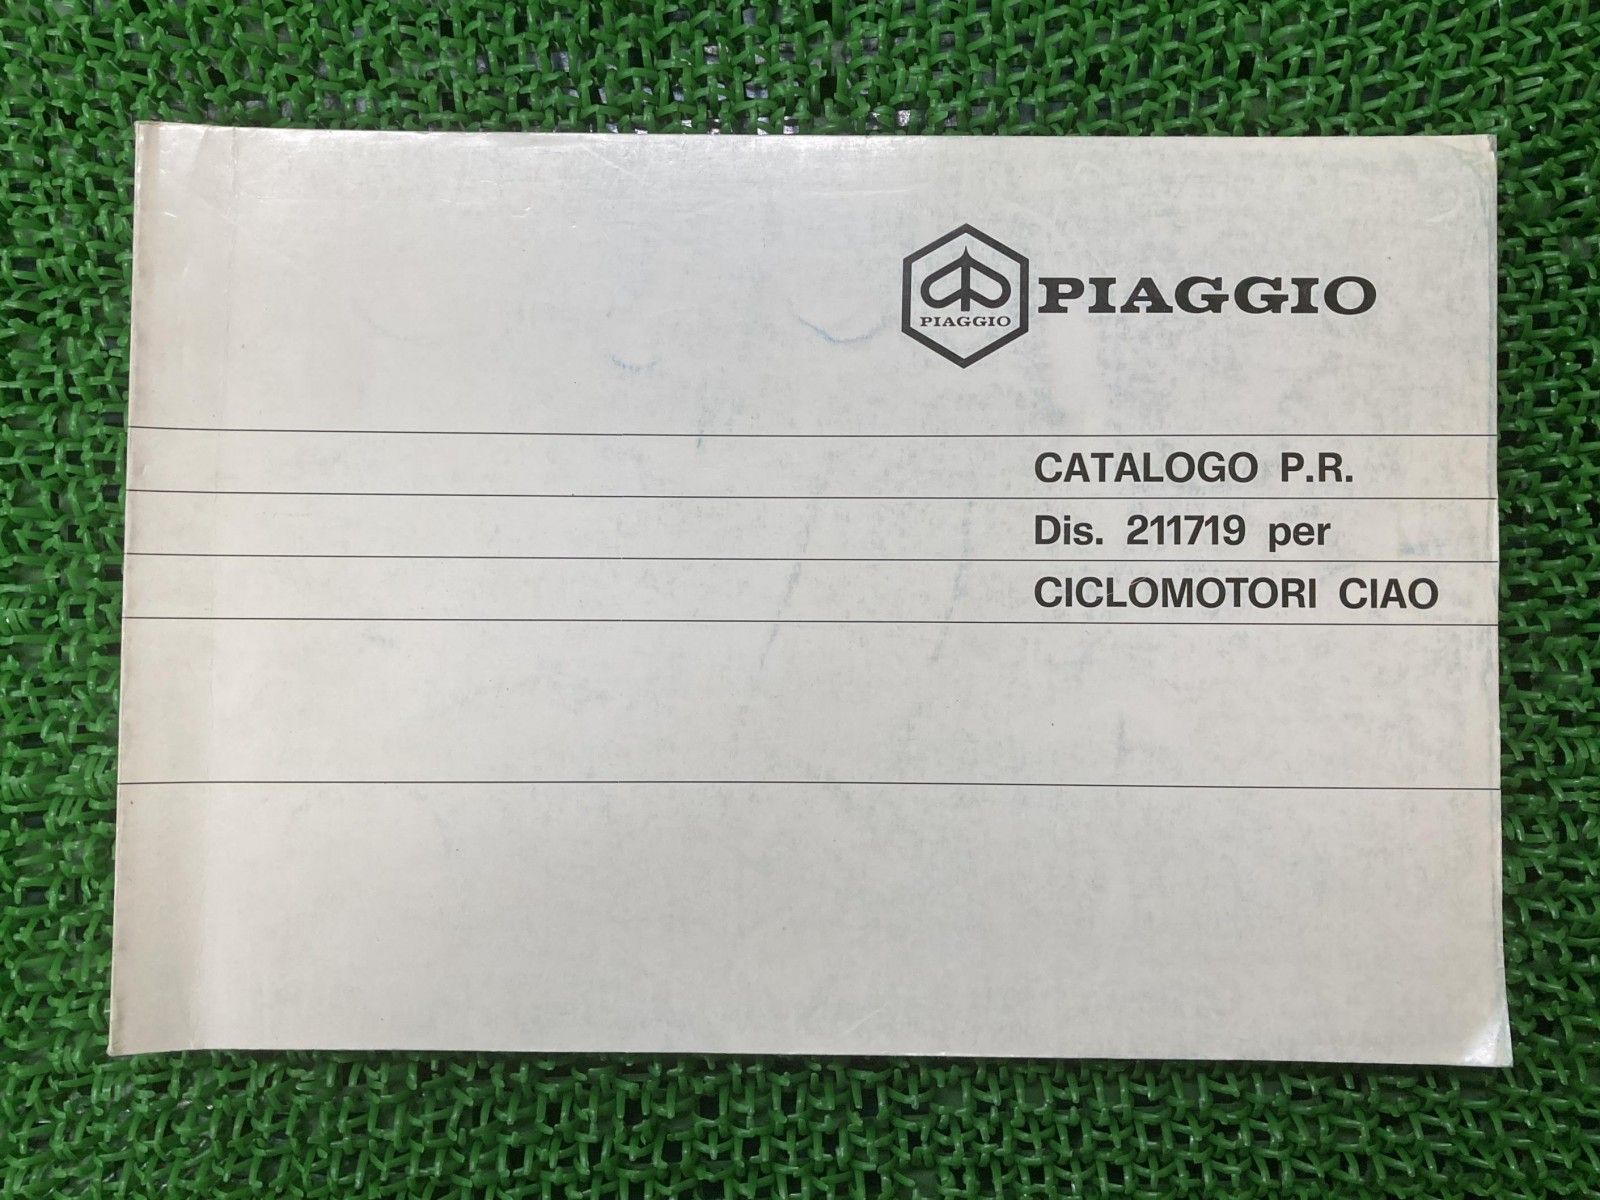 PIAGGIO
PIAGGIO
CATALOGO P.R.
Dis. 211719 per
CICLOMOTORI CIAO